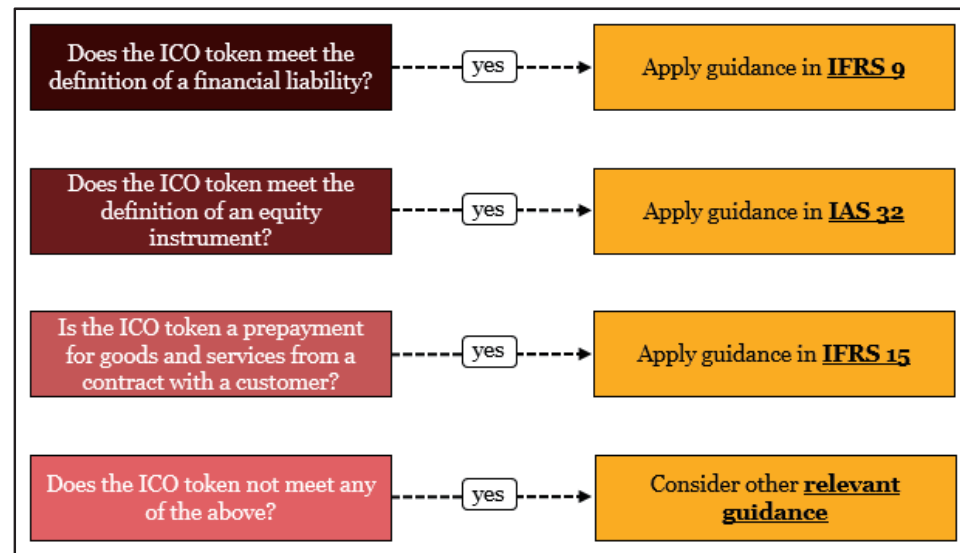 Does the ICO token meet the
definition of a financial liability?
yes
Apply guidance in IFRS 9
Does the ICO token meet the
definition of an equity
instrument?
yes
Apply guidance in IAS 32
Is the ICO token a prepayment
for goods and services from a
contract with a customer?
yes
Apply guidance in IFRS 15
Does the ICO token not meet any
of the above?
yes
Consider other relevant
guidance